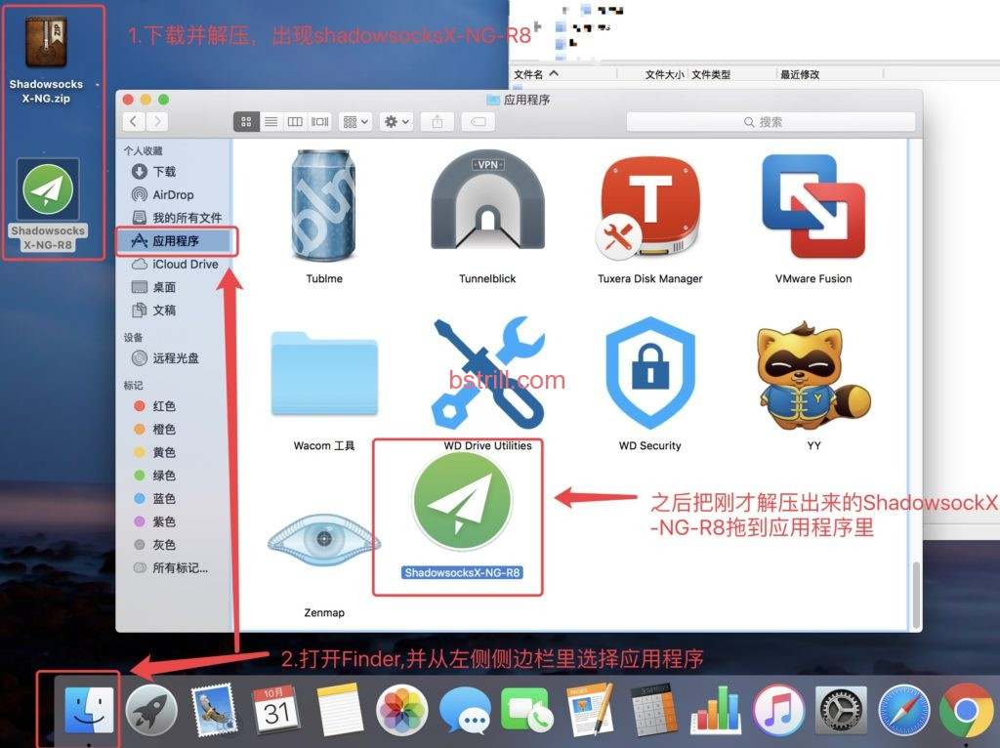 1.下载并解压，出现shadowsocksX-NG-R8
ZIP
Shadowsocks
X-NG.zip
Shadowsocks
X-NG-R8
文件名
文件大小
文件类型
最近修改
应用程序
搜索
个人收藏
下载
AirDrop
我的所有文件
应用程序
iCloud Drive
桌面
文稿
设备
远程光盘
标记
红色
橙色
黄色
绿色
蓝色
紫色
灰色
所有标记...
VPN
T
Tublme
Tunnelblick
Tuxera Disk Manager
VMware Fusion
bstrill.com
Y
Wacom 工具
WD Drive Utilities
WD Security
YY
ShadowsocksX-NG-R8
Zenmap
之后把刚才解压出来的ShadowsockX
-NG-R8拖到应用程序里
2.打开Finder,并从左侧侧边栏里选择应用程序
10月
31
PAGES